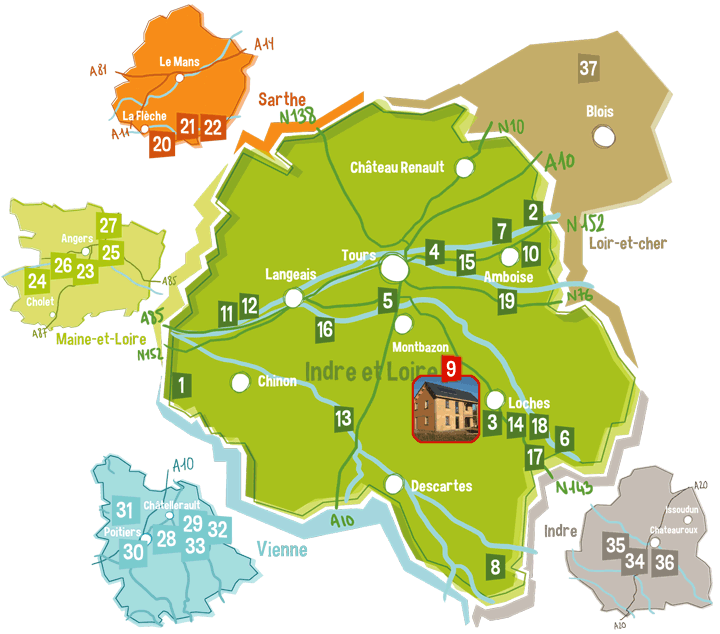 Le Mans
A14
A81
La Flèche
A11
20
21
22
Sarthe
N138
37
Blois
Loir-et-cher
N10
A10
Château Renault
2
7
N152
4
15
10
Tours
Amboise
19
N76
27
Angers
25
26
23
24
Cholet
A85
A87
Maine-et-Loire
A85
N152
Langeais
11
12
16
5
Montbazon
Indre et Loire
9
1
Chinon
13
Loches
3
14
18
6
17
N143
Descartes
A10
8
Vienne
A10
31
Châtellerault
Poitiers
29
32
28
30
33
Indre
A20
Issoudun
Chateauroux
35
34
36
A20